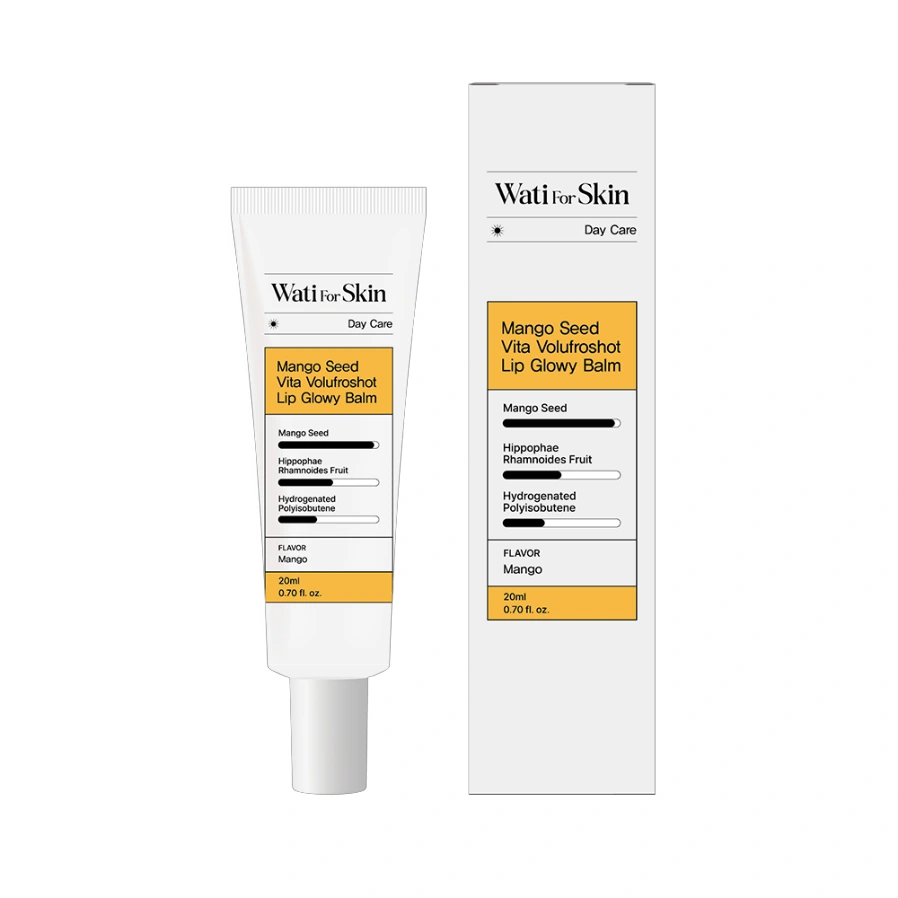 Wati For Skin
Day Care
Mango Seed
Vita Volufroshot
Lip Glowy Balm
Mango Seed
Hippophae
Rhamnoides Fruit
Hydrogenated
Polyisobutene
FLAVOR
Mango
20ml
0.70 fl. oz.
Wati For Skin
Day Care
Mango Seed
Vita Volufroshot
Lip Glowy Balm
Mango Seed
Hippophae
Rhamnoides Fruit
Hydrogenated
Polyisobutene
FLAVOR
Mango
20ml
0.70 fl. oz.